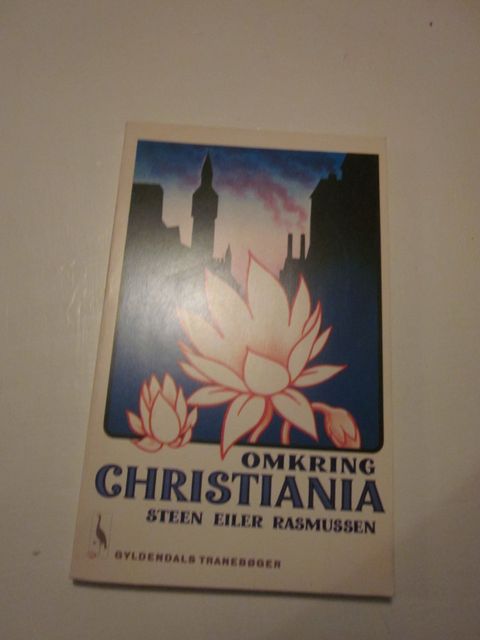 OMKRING
CHRISTIANIA
STEEN EILER RASMUSSEN
GYLDENDALS TRANEBØGER